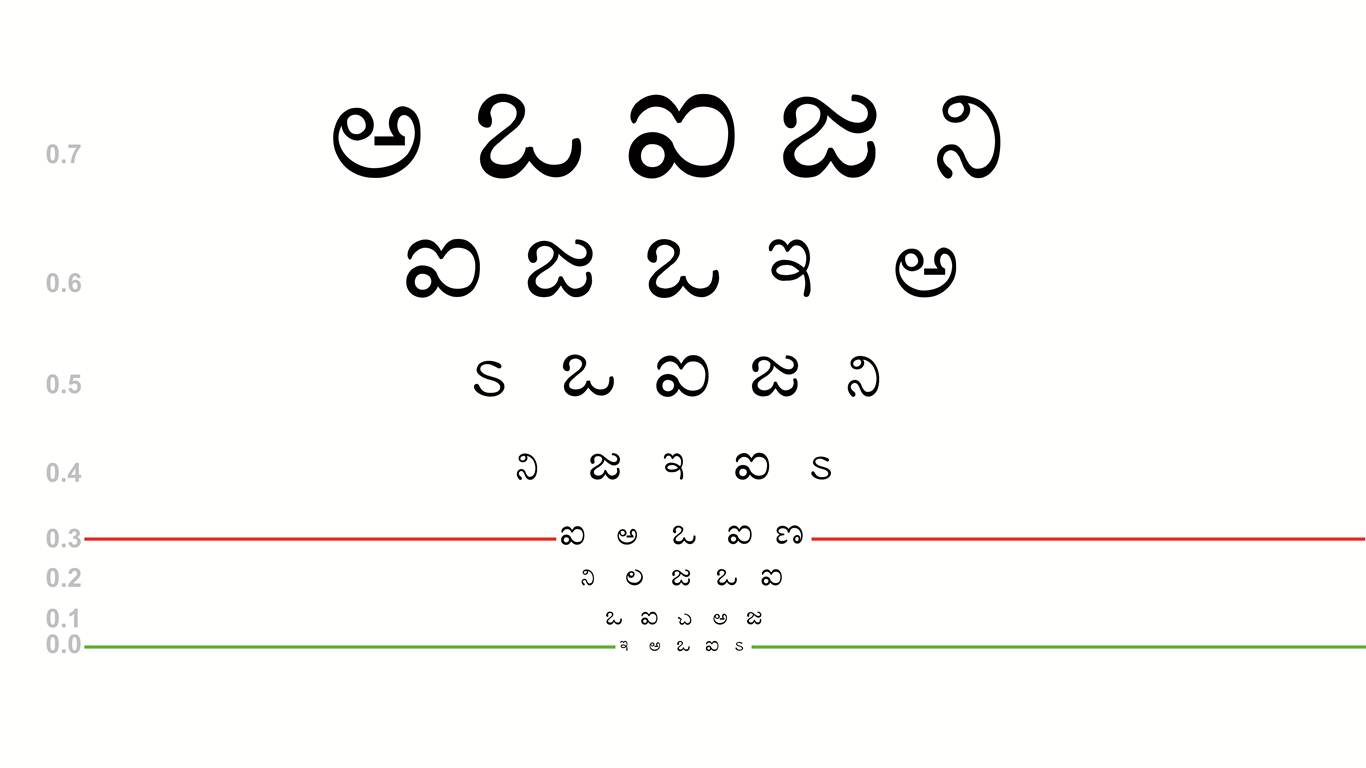 0.7 ಅ ಒ ಐ ಜ ನಿ
0.6 ಐ ಜ ಒ ಇ ಅ
0.5 ಽ ಒ ಐ ಜ ನಿ
0.4 ನಿ ಜ ಇ ಐ ಽ
0.3 ಐ ಅ ಒ ಐ ಣ
0.2 ನಿ ಲ ಜ ಒ ಐ
0.1 ಒ ಐ ಚ ಅ ಜ
0.0 ಇ ಅ ಒ ಐ ಽ